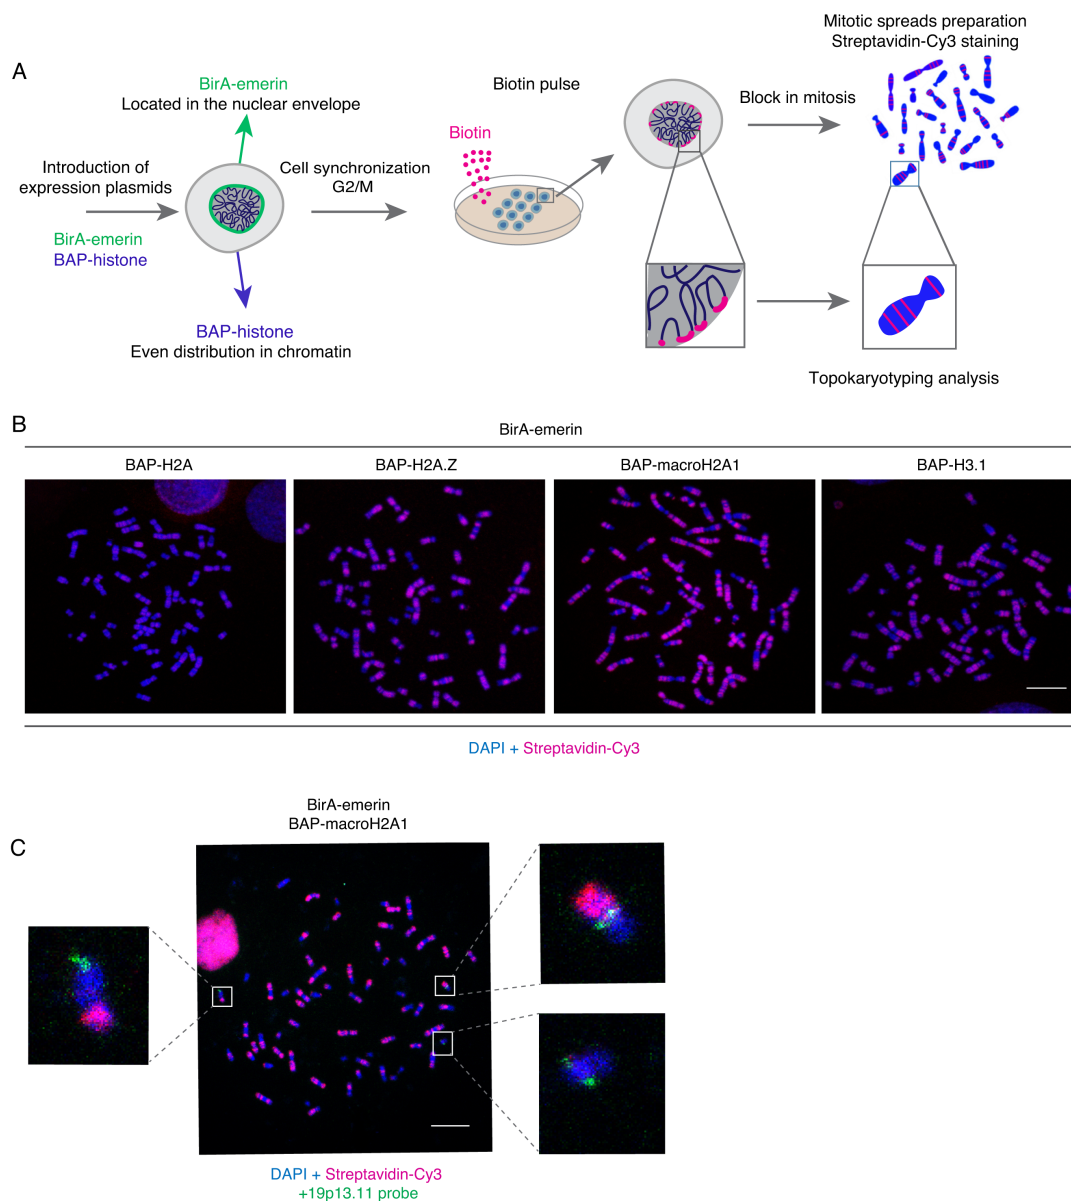 A
Mitotic spreads preparation
Streptavidin-Cy3 staining
BirA-emerin
Located in the nuclear envelope
Biotin pulse
Block in mitosis
Biotin
Introduction of
expression plasmids
Cell synchronization
G2/M
BirA-emerin
BAP-histone
BAP-histone
Even distribution in chromatin
Topokaryotyping analysis
B
BirA-emerin
BAP-H2A
BAP-H2A.Z
BAP-macroH2A1
BAP-H3.1
DAPI + Streptavidin-Cy3
C
BirA-emerin
BAP-macroH2A1
DAPI + Streptavidin-Cy3
+19p13.11 probe